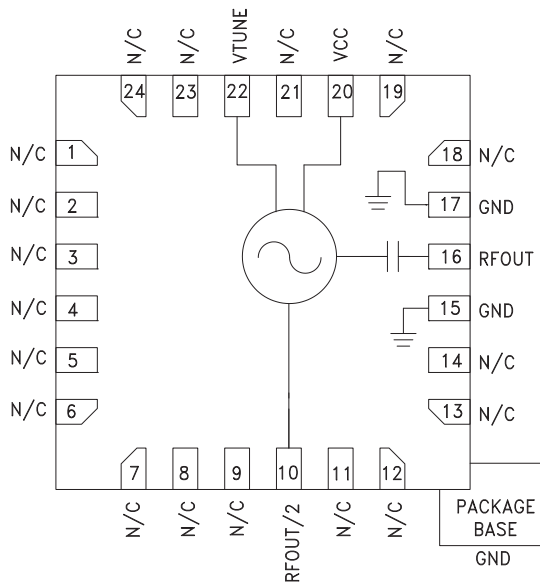 N/C
N/C
VTUNE
N/C
VCC
N/C
24
23
22
21
20
19
N/C 1
N/C 2
N/C 3
N/C 4
N/C 5
N/C 6
18 N/C
17 GND
16 RFOUT
15 GND
14 N/C
13 N/C
7
8
9
10
11
12
N/C
N/C
N/C
RFOUT/2
N/C
N/C
PACKAGE
BASE
GND